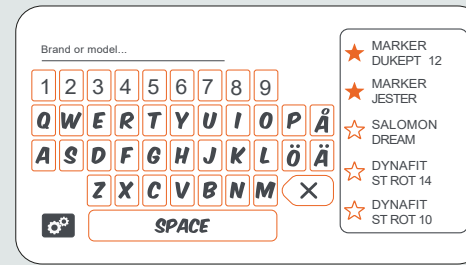 Brand or model...
1 2 3 4 5 6 7 8 9
Q W E R T Y U I O P Å
A S D F G H J K L Ö Ä
Z X C V B N M
SPACE
MARKER
DUKEPT 12
MARKER
JESTER
SALOMON
DREAM
DYNAFIT
ST ROT 14
DYNAFIT
ST ROT 10